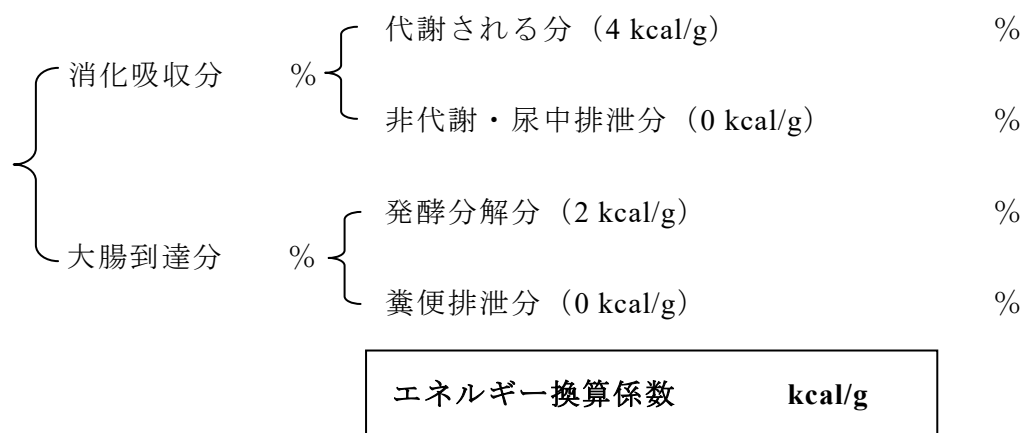 代謝される分（4 kcal/g） %
消化吸収分 %
非代謝・尿中排泄分（0 kcal/g） %
発酵分解分（2 kcal/g） %
大腸到達分 %
糞便排泄分（0 kcal/g） %
エネルギー換算係数 kcal/g